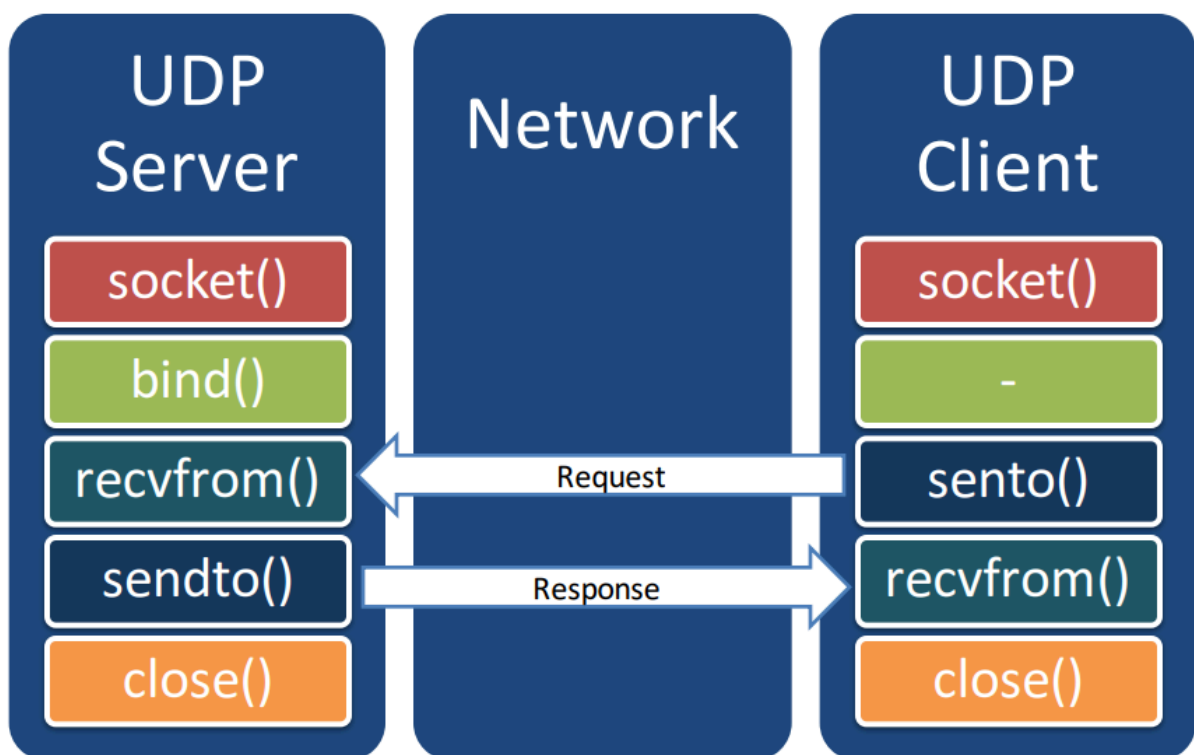 UDP
Server
socket()
bind()
recvfrom()
sendto()
close()
Network
Request
Response
UDP
Client
socket()
-
sento()
recvfrom()
close()